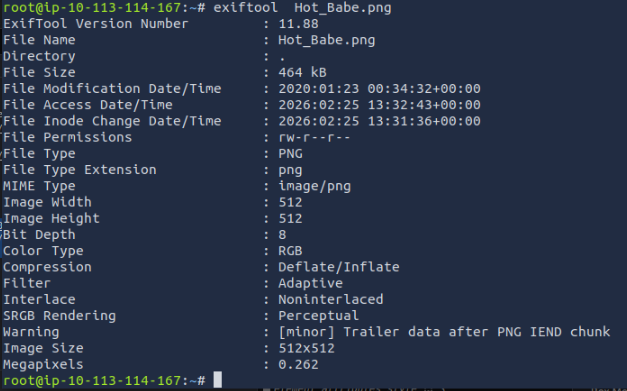 root@ip-10-113-114-167:~# exiftool  Hot_Babe.png
ExifTool Version Number         : 11.88
File Name                       : Hot_Babe.png
Directory                       : .
File Size                       : 464 kB
File Modification Date/Time     : 2020:01:23 00:34:32+00:00
File Access Date/Time           : 2026:02:25 13:32:43+00:00
File Inode Change Date/Time     : 2026:02:25 13:31:36+00:00
File Permissions                : rw-r--r--
File Type                       : PNG
File Type Extension             : png
MIME Type                       : image/png
Image Width                     : 512
Image Height                    : 512
Bit Depth                       : 8
Color Type                      : RGB
Compression                     : Deflate/Inflate
Filter                          : Adaptive
Interlace                       : Noninterlaced
SRGB Rendering                  : Perceptual
Warning                         : [minor] Trailer data after PNG IEND chunk
Image Size                      : 512x512
Megapixels                      : 0.262
root@ip-10-113-114-167:~#